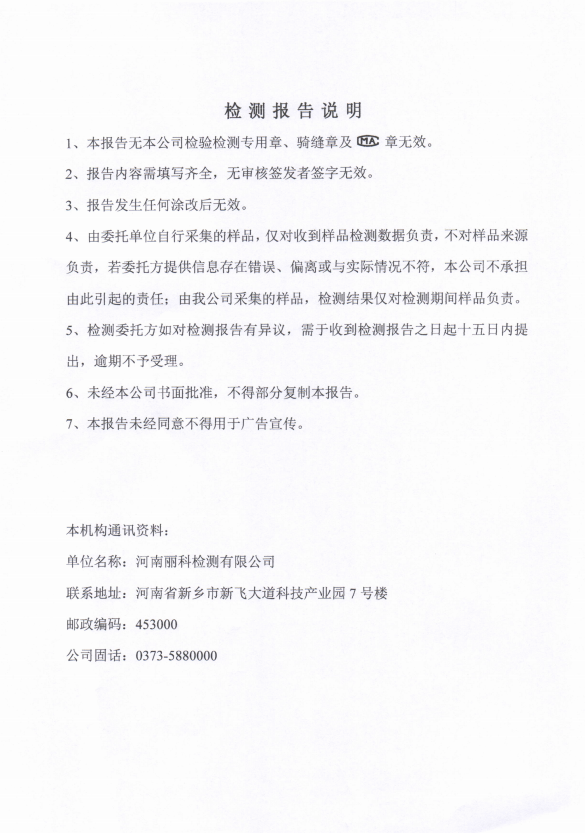 检测报告说明
1、本报告无本公司检验检测专用章、骑缝章及 MA 章无效。
2、报告内容需填写齐全，无审核签发者签字无效。
3、报告发生任何涂改后无效。
4、由委托单位自行采集的样品，仅对收到样品检测数据负责，不对样品来源
负责，若委托方提供信息存在错误、偏离或与实际情况不符，本公司不承担
由此引起的责任；由我公司采集的样品，检测结果仅对检测期间样品负责。
5、检测委托方如对检测报告有异议，需于收到检测报告之日起十五日内提
出，逾期不予受理。
6、未经本公司书面批准，不得部分复制本报告。
7、本报告未经同意不得用于广告宣传。
本机构通讯资料：
单位名称：河南丽科检测有限公司
联系地址：河南省新乡市新飞大道科技产业园 7 号楼
邮政编码：453000
公司固话：0373-5880000